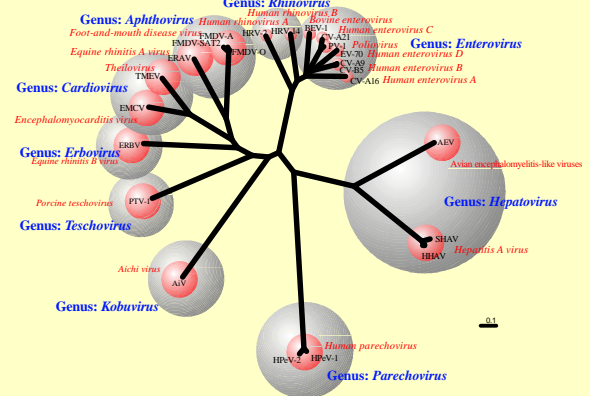 Genus: Rhinovirus
Human rhinovirus B
Genus: Aphthovirus
Human rhinovirus A
Bovine enterovirus
Foot-and-mouth disease virus
FMDV-A
HRV-2
HRV-14
BEV-1
Human enterovirus C
CV-A21
FMDV-SAT2
PV-1
Poliovirus
Genus: Enterovirus
Equine rhinitis A virus
ERAV
FMDV-O
EV-70
Human enterovirus D
CV-A9
Theilovirus
CV-B5
Human enterovirus B
TMEV
CV-A16
Human enterovirus A
Genus: Cardiovirus
EMCV
Encephalomyocarditis virus
AEV
ERBV
Genus: Erbovirus
Equine rhinitis B virus
Avian encephalomyelitis-like viruses
Porcine teschovirus
PTV-1
Genus: Hepatovirus
Genus: Teschovirus
SHAV
Hepatitis A virus
HHAV
Aichi virus
AiV
Genus: Kobuvirus
0.1
Human parechovirus
HPeV-2
HPeV-1
Genus: Parechovirus